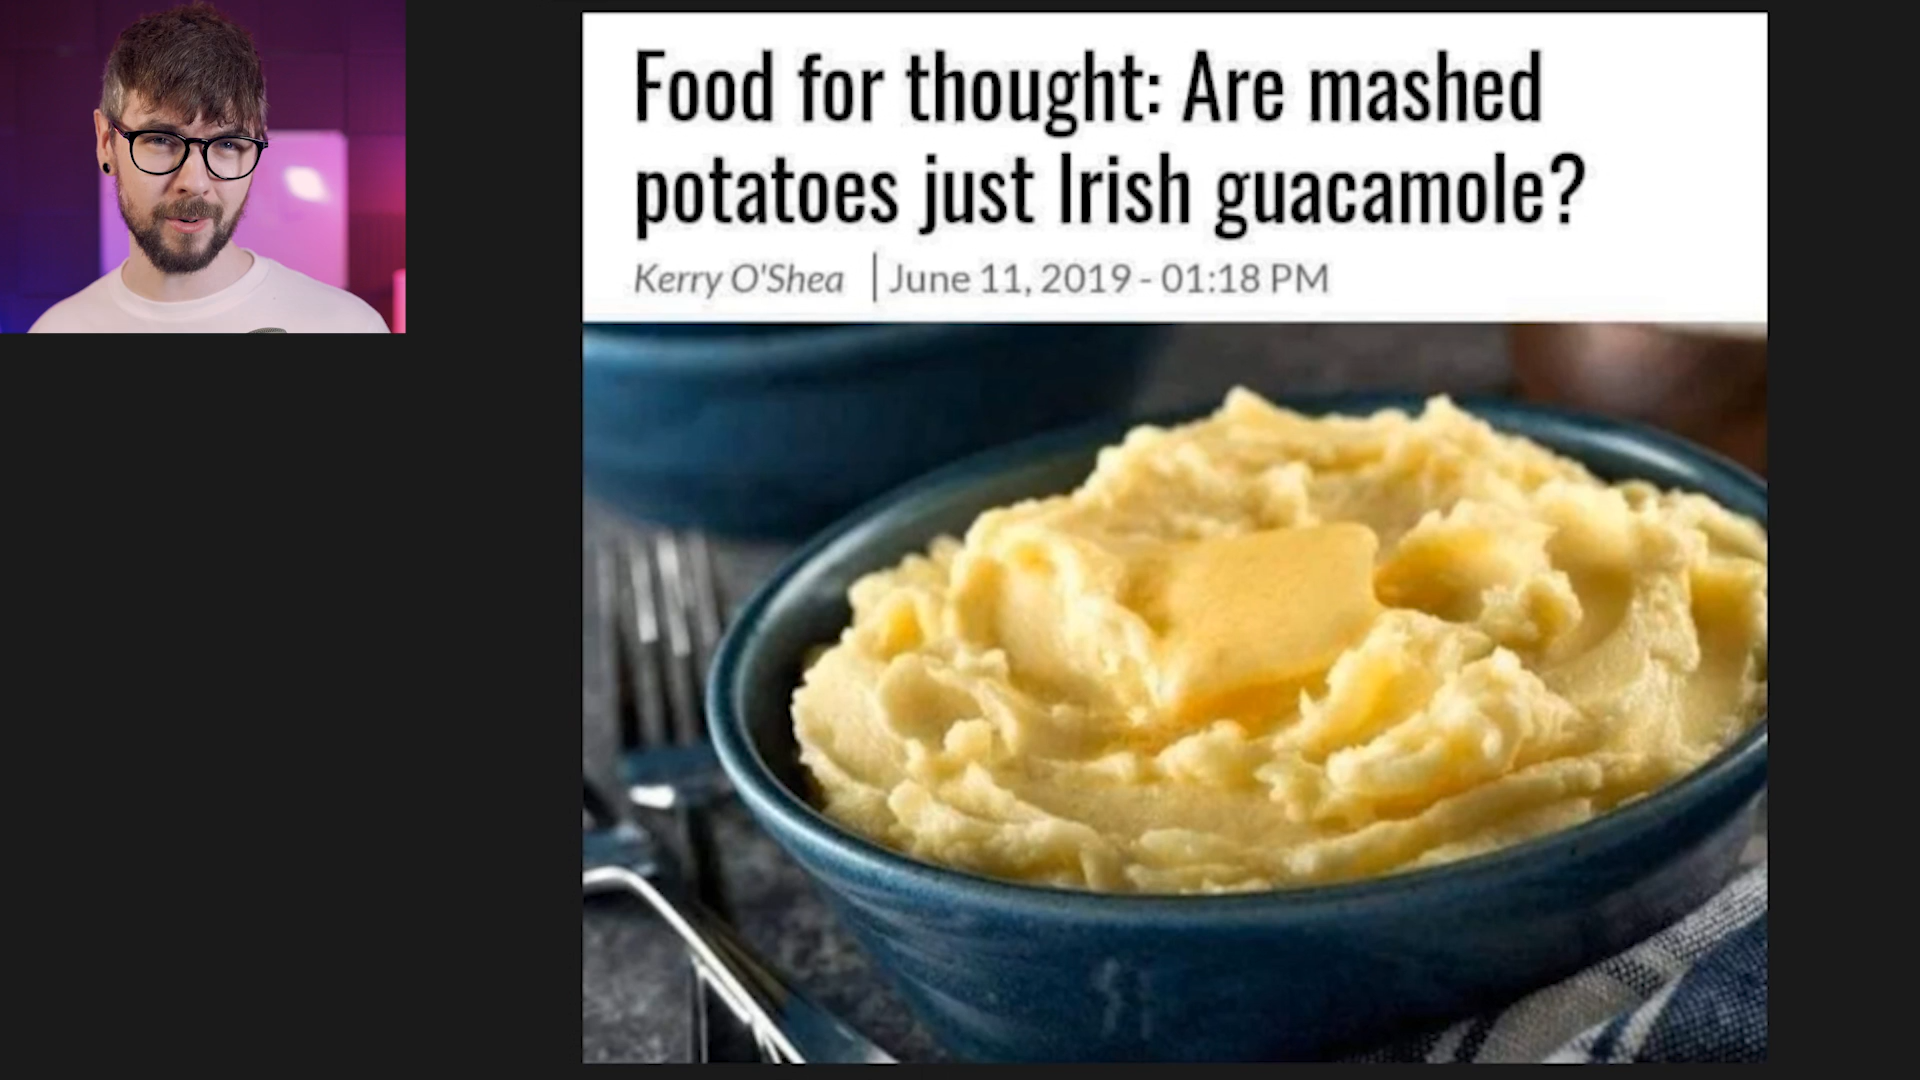 Food for thought: Are mashed
potatoes just Irish guacamole?
Kerry O'Shea | June 11, 2019 - 01:18 PM